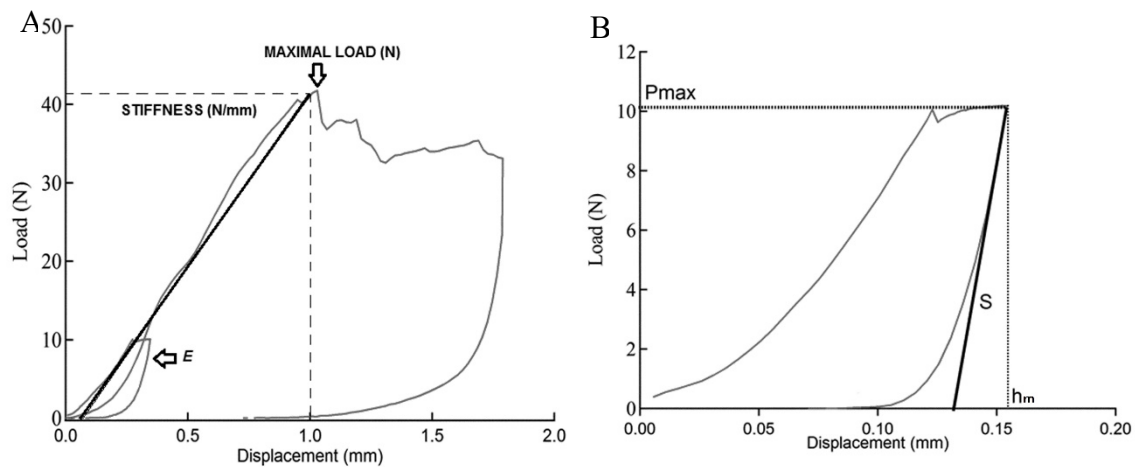 A
50
40
30
20
10
0
Load (N)
MAXIMAL LOAD (N)
STIFFNESS (N/mm)
E
0.0
0.5
1.0
1.5
2.0
Displacement (mm)
B
12
10
8
6
4
2
0
Load (N)
Pmax
S
hm
0.00
0.05
0.10
0.15
0.20
Displacement (mm)